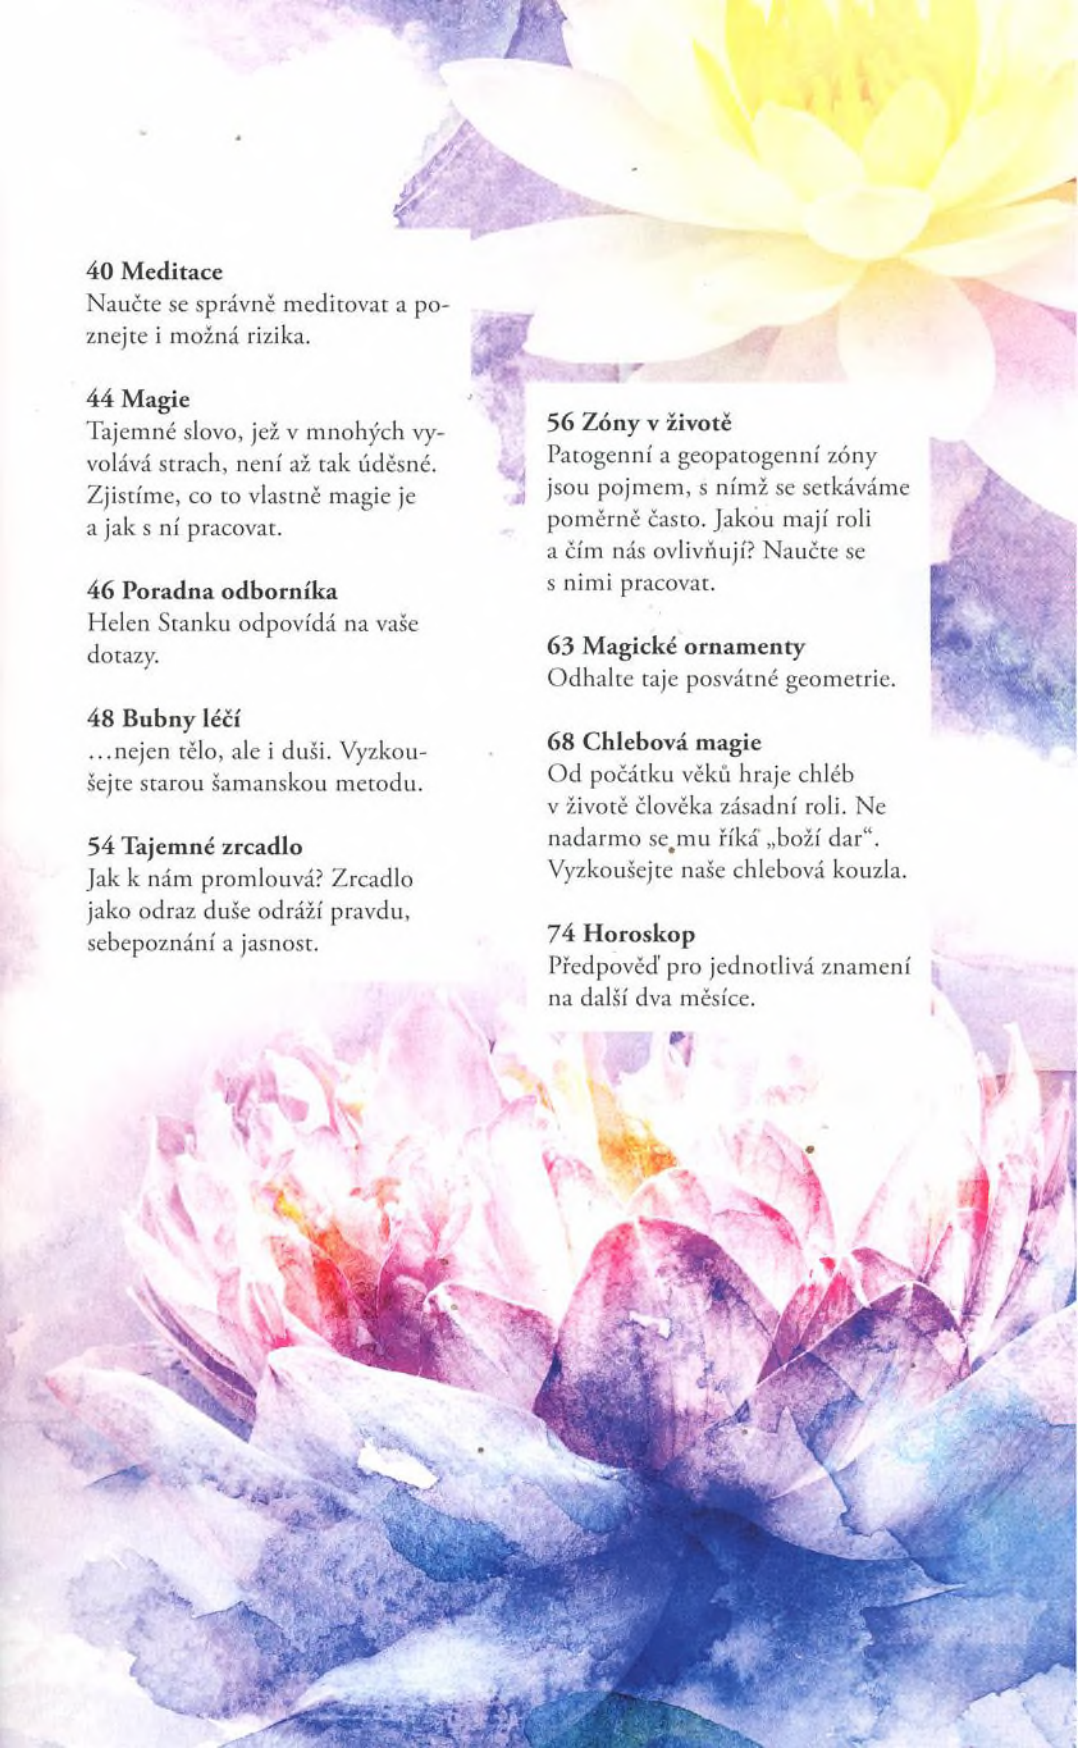 40 Meditace
Naučte se správně meditovat a po-
znejte i možná rizika.
44 Magie
Tajemné slovo, jež v mnohých vy-
volává strach, není až tak úděsné.
Zjistíme, co to vlastně magie je
a jak s ní pracovat.
46 Poradna odborníka
Helen Stanku odpovídá na vaše
dotazy.
48 Bubny léčí
…nejen tělo, ale i duši. Vyzkou-
šejte starou šamanskou metodu.
54 Tajemné zrcadlo
Jak k nám promlouvá? Zrcadlo
jako odraz duše odráží pravdu,
sebepoznání a jasnost.
56 Zóny v životě
Patogenní a geopatogenní zóny
jsou pojmem, s nímž se setkáváme
poměrně často. Jakou mají roli
a čím nás ovlivňují? Naučte se
s nimi pracovat.
63 Magické ornamenty
Odhalte taje posvátné geometrie.
68 Chlebová magie
Od počátku věků hraje chléb
v životě člověka zásadní roli. Ne
nadarmo se mu říká „boží dar“.
Vyzkoušejte naše chlebová kouzla.
74 Horoskop
Předpověď pro jednotlivá znamení
na další dva měsíce.